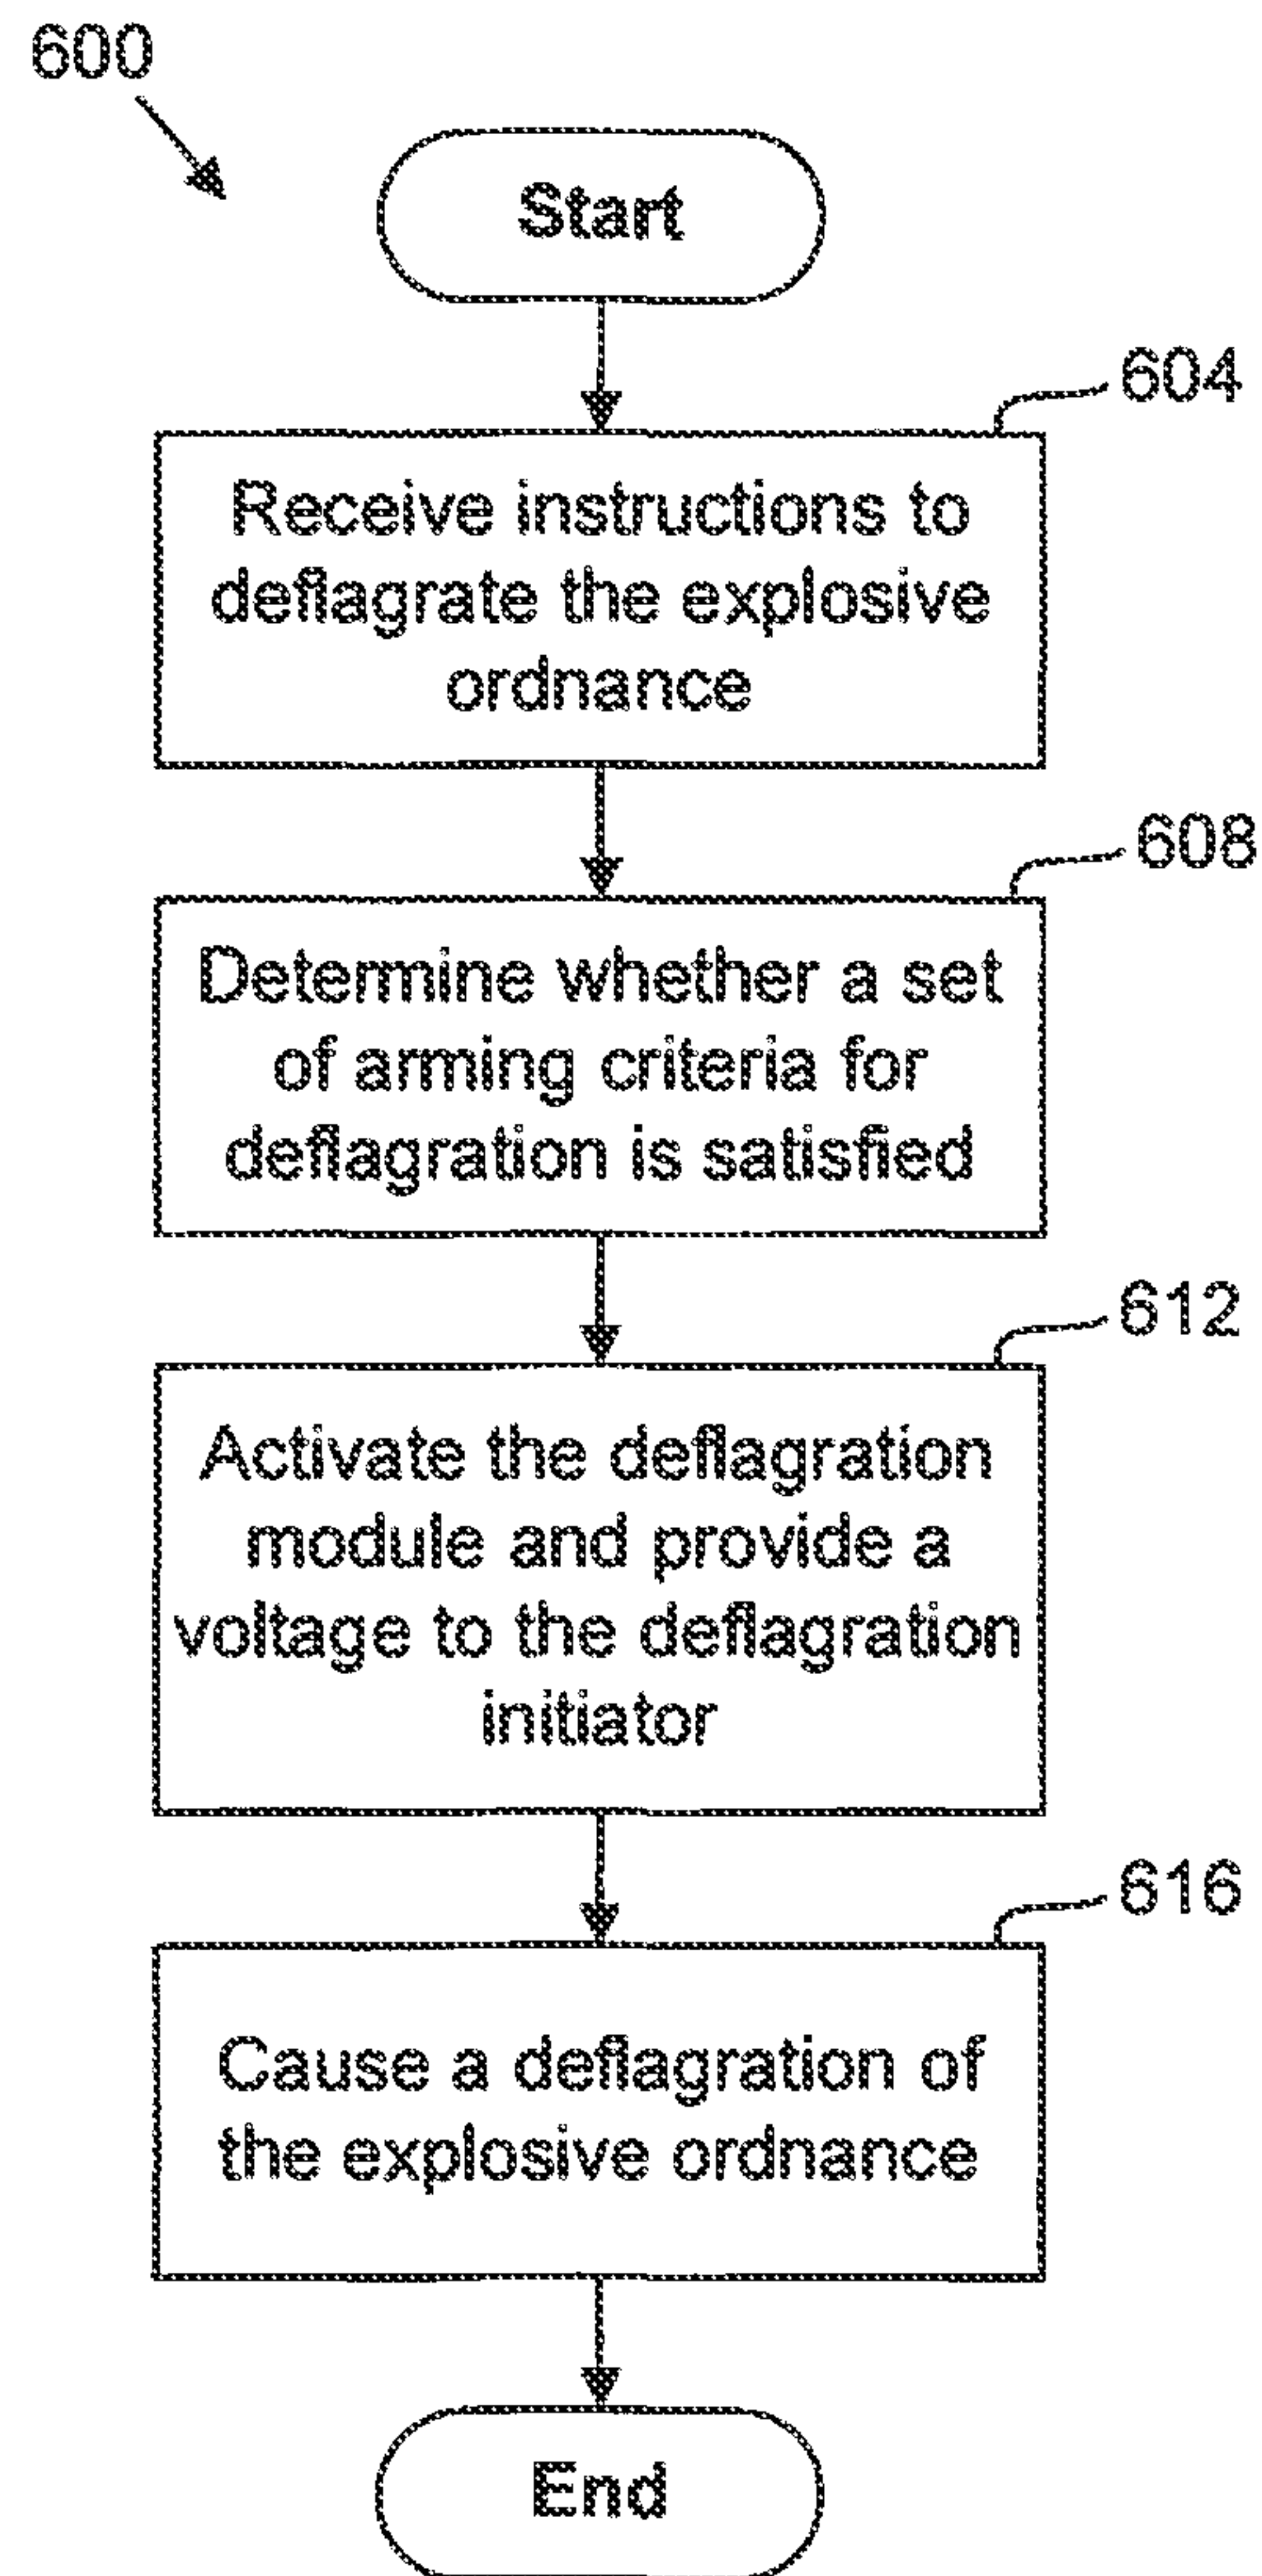 600
Start
604
Receive instructions to
deflagrate the explosive
ordnance
608
Determine whether a set
of arming criteria for
deflagration is satisfied
612
Activate the deflagration
module and provide a
voltage to the deflagration
initiator
616
Cause a deflagration of
the explosive ordnance
End